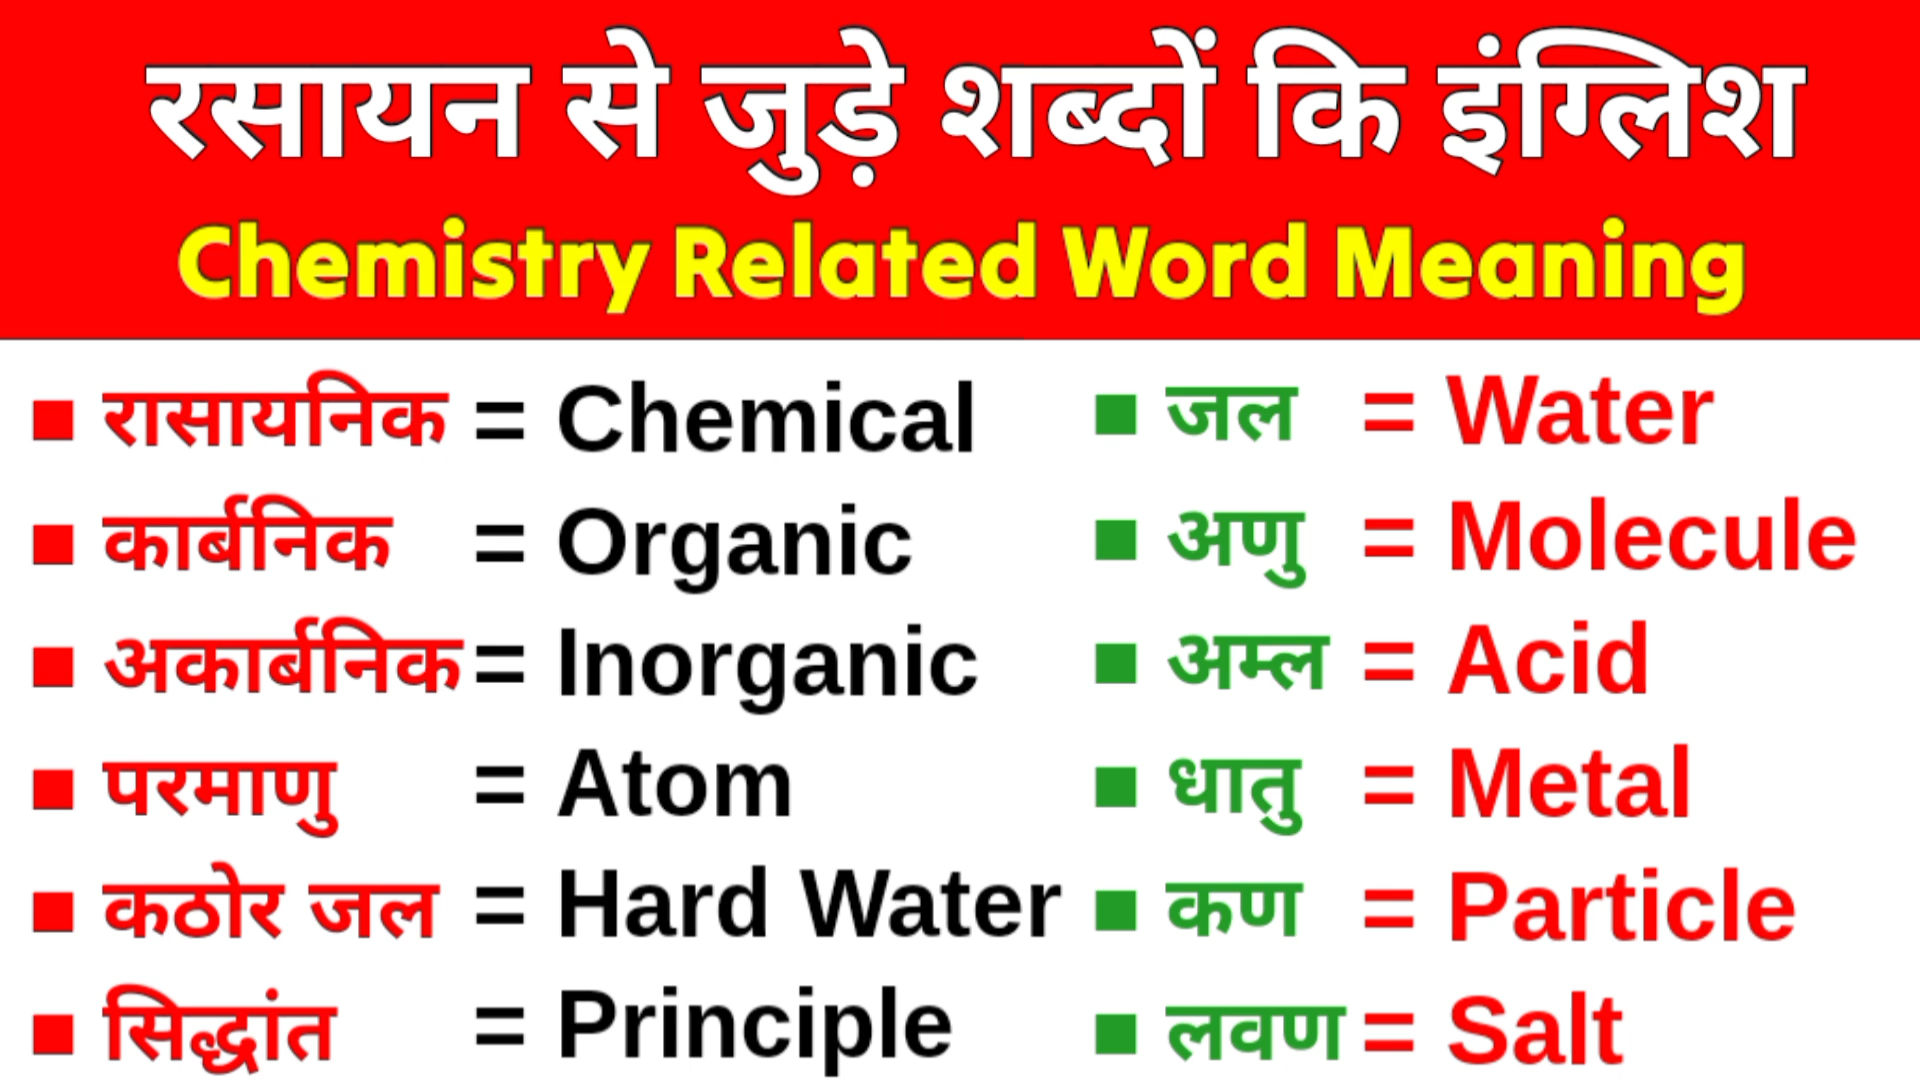 रसायन से जुड़े शब्दों कि इंग्लिश
Chemistry Related Word Meaning
■ रासायनिक = Chemical
■ कार्बनिक = Organic
■ अकार्बनिक = Inorganic
■ परमाणु = Atom
■ कठोर जल = Hard Water
■ सिद्धांत = Principle
■ जल = Water
■ अणु = Molecule
■ अम्ल = Acid
■ धातु = Metal
■ कण = Particle
■ लवण = Salt